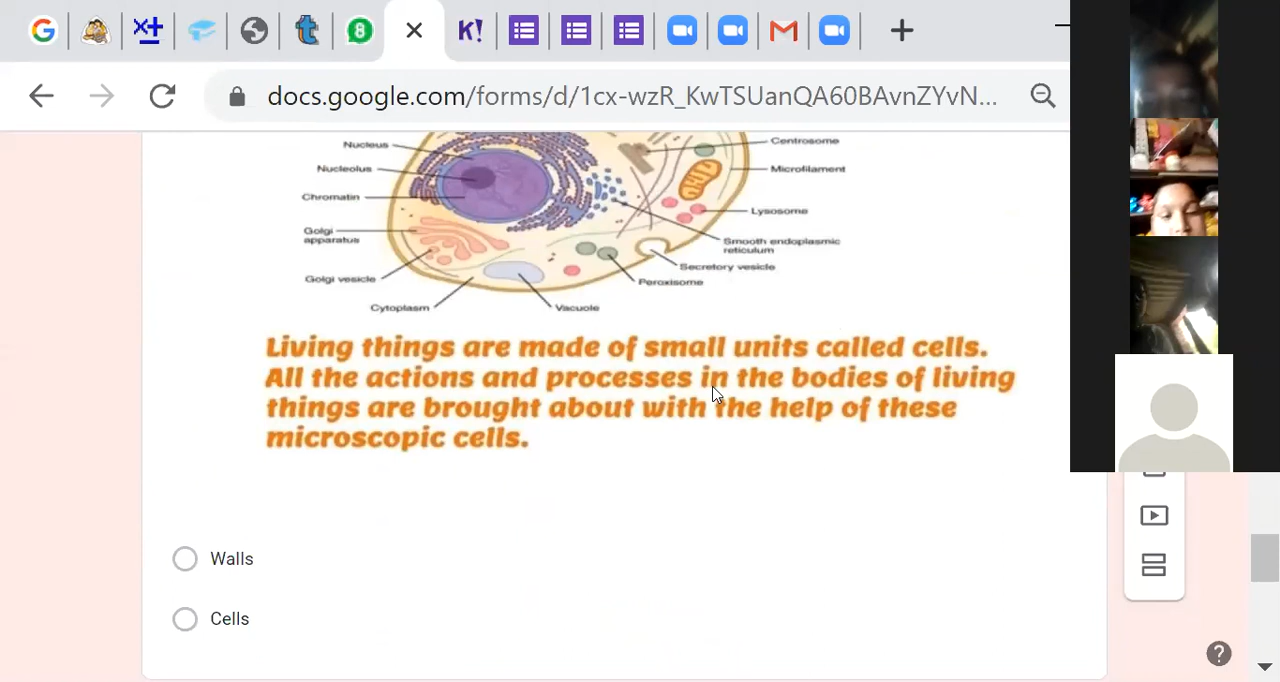 8
K!
docs.google.com/forms/d/1cx-wzR_KwTSUanQA60BAvnZYvN...
Nucleus
Nucleolus
Chromatin
Golgi
apparatus
Golgi vesicle
Cytoplasm
Vacuole
Centrosome
Microfilament
Lysosome
Smooth endoplasmic
reticulum
Secretory vesicle
Peroxisome
Living things are made of small units called cells.
All the actions and processes in the bodies of living
things are brought about with the help of these
microscopic cells.
Walls
Cells